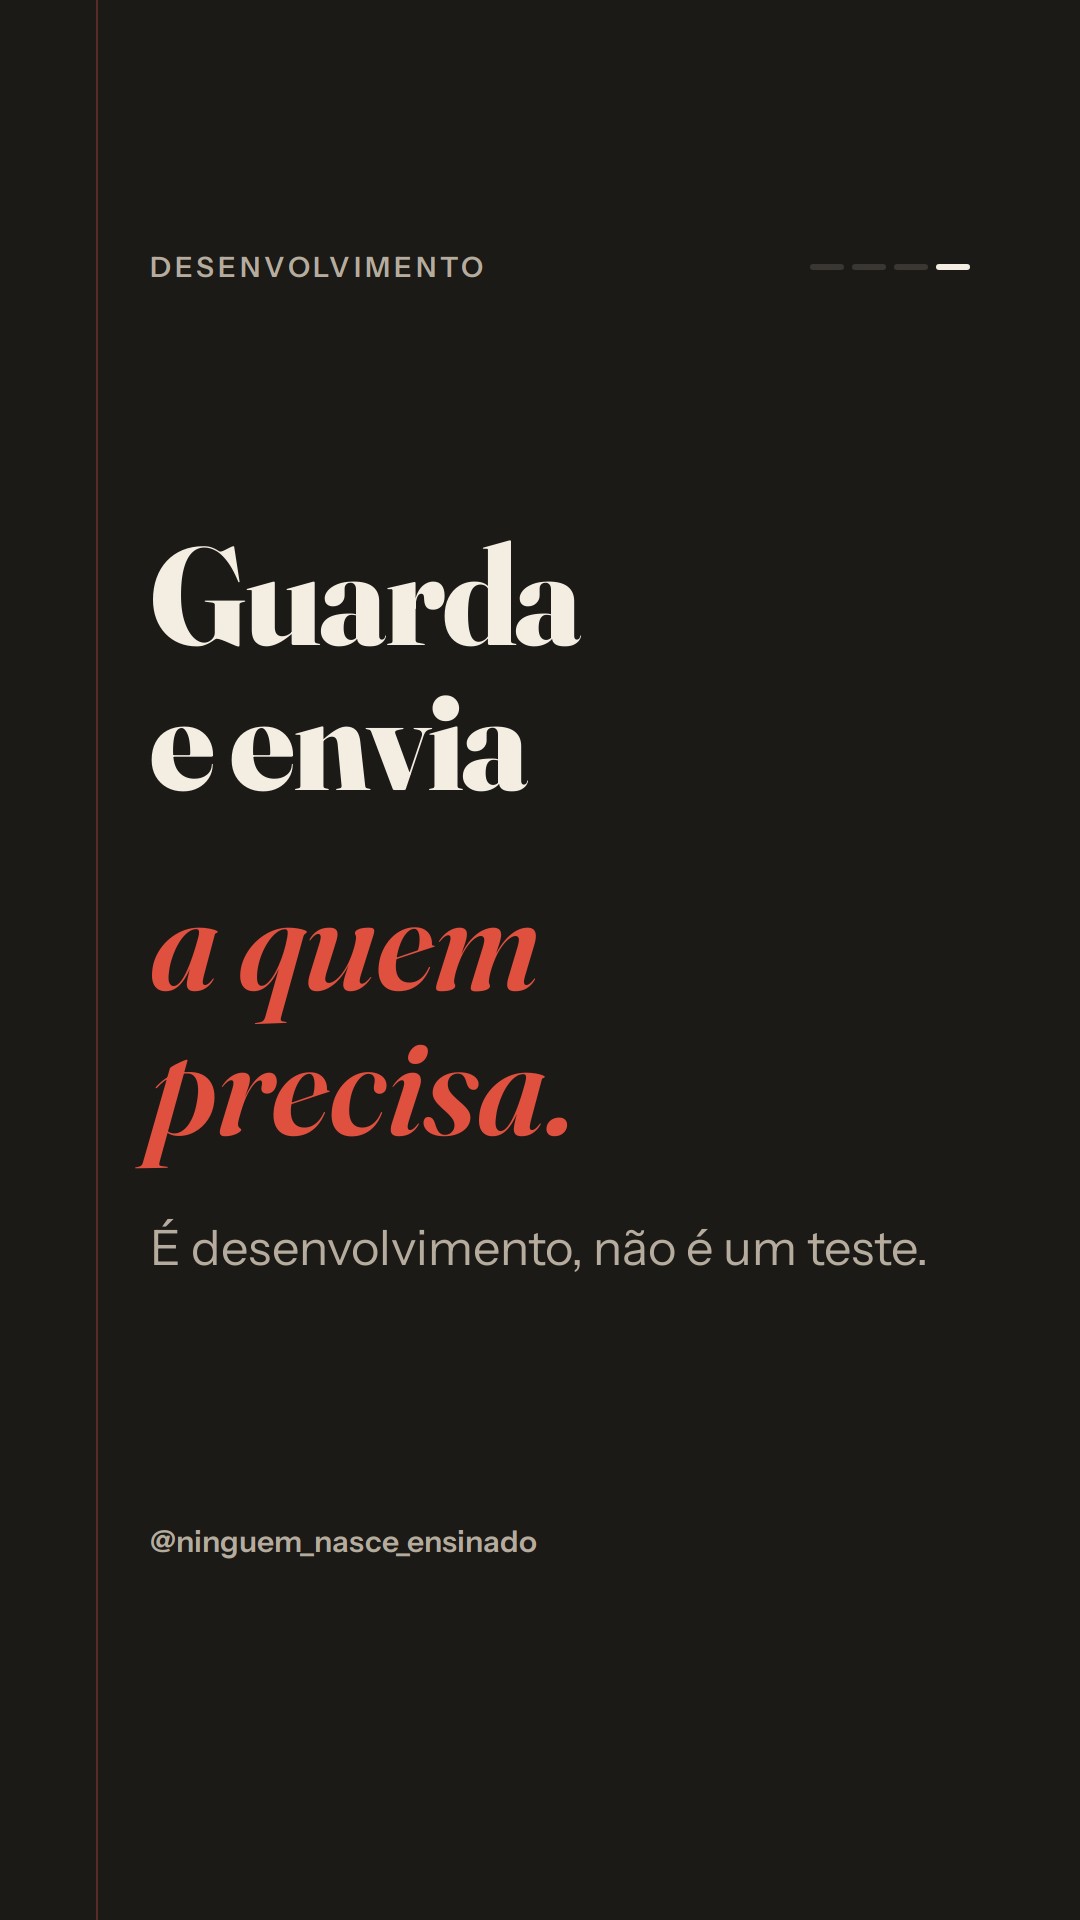 DESENVOLVIMENTO
Guarda
e envia
a quem
precisa.
É desenvolvimento, não é um teste.
@ninguem_nasce_ensinado